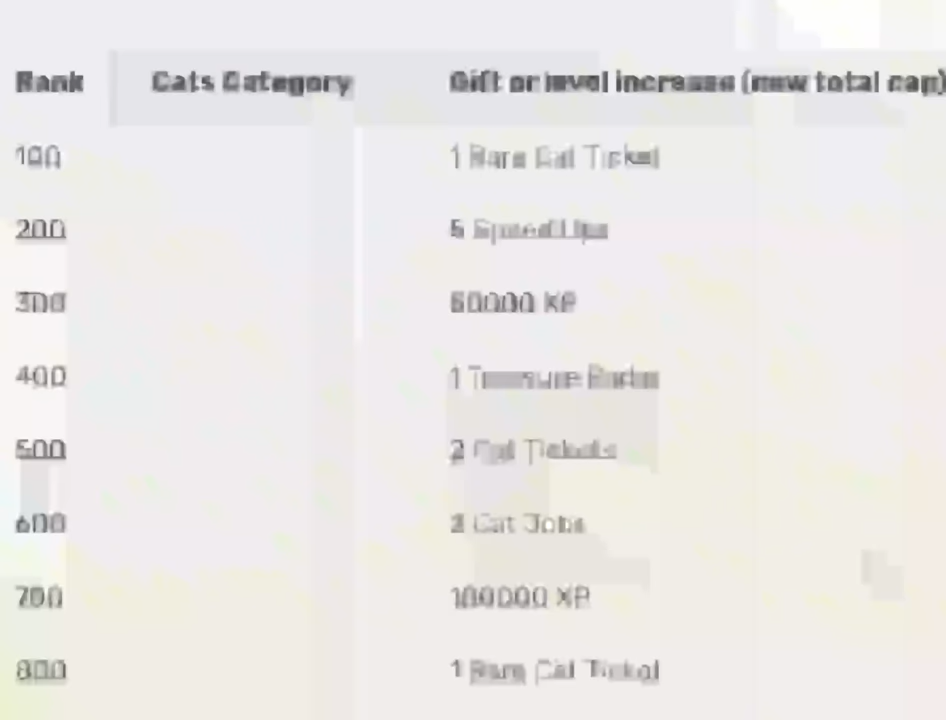 Rank Cats Category Gift or level increase (new total cap)
100 1 Rare Cat Ticket
200 5 Speed Ups
300 50000 XP
400 1 Treasure Radar
500 2 Cat Tickets
600 Cat Jobs
700 100000 XP
800 1 Rare Cat Ticket